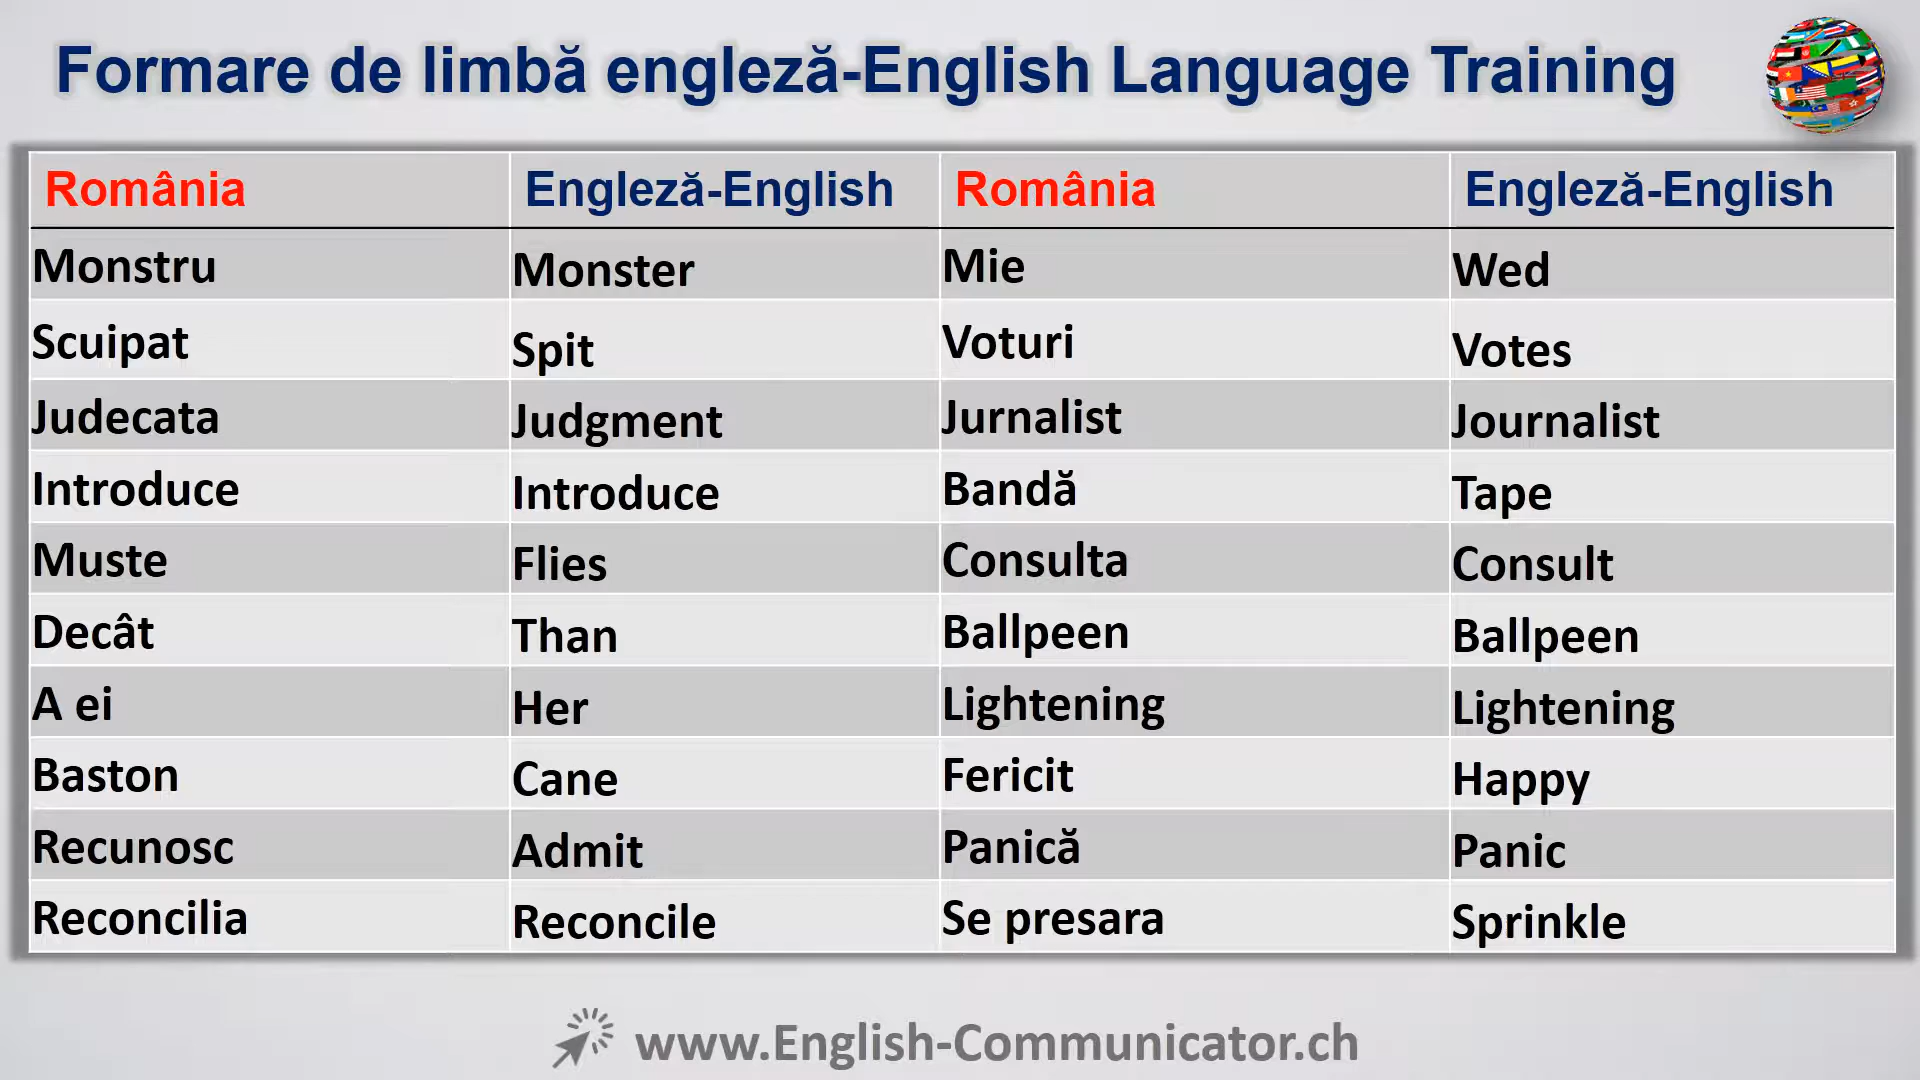 Formare de limbă engleză-English Language Training
România Engleză-English România Engleză-English
Monstru Monster Mie Wed
Scuipat Spit Voturi Votes
Judecata Judgment Jurnalist Journalist
Introduce Introduce Bandă Tape
Muste Flies Consulta Consult
Decât Than Ballpeen Ballpeen
A ei Her Lightening Lightening
Baston Cane Fericit Happy
Recunosc Admit Panică Panic
Reconcilia Reconcile Se presara Sprinkle
www.English-Communicator.ch